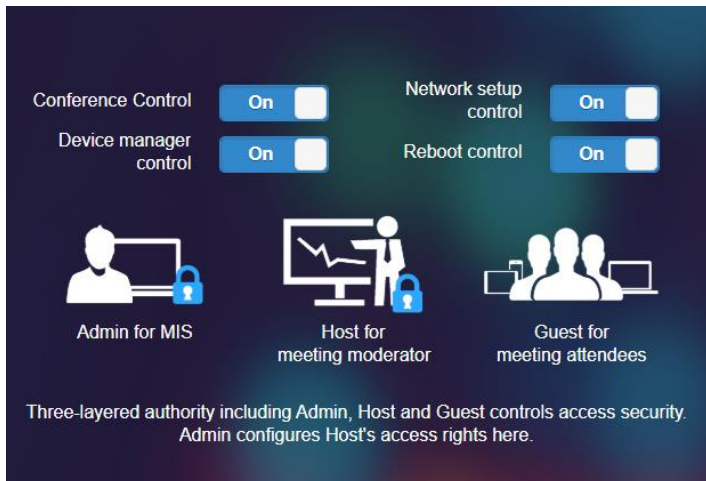 Conference Control On
Network setup
control On
Device manager
control On
Reboot control On
Admin for MIS
Host for
meeting moderator
Guest for
meeting attendees
Three-layered authority including Admin, Host and Guest controls access security.
Admin configures Host's access rights here.